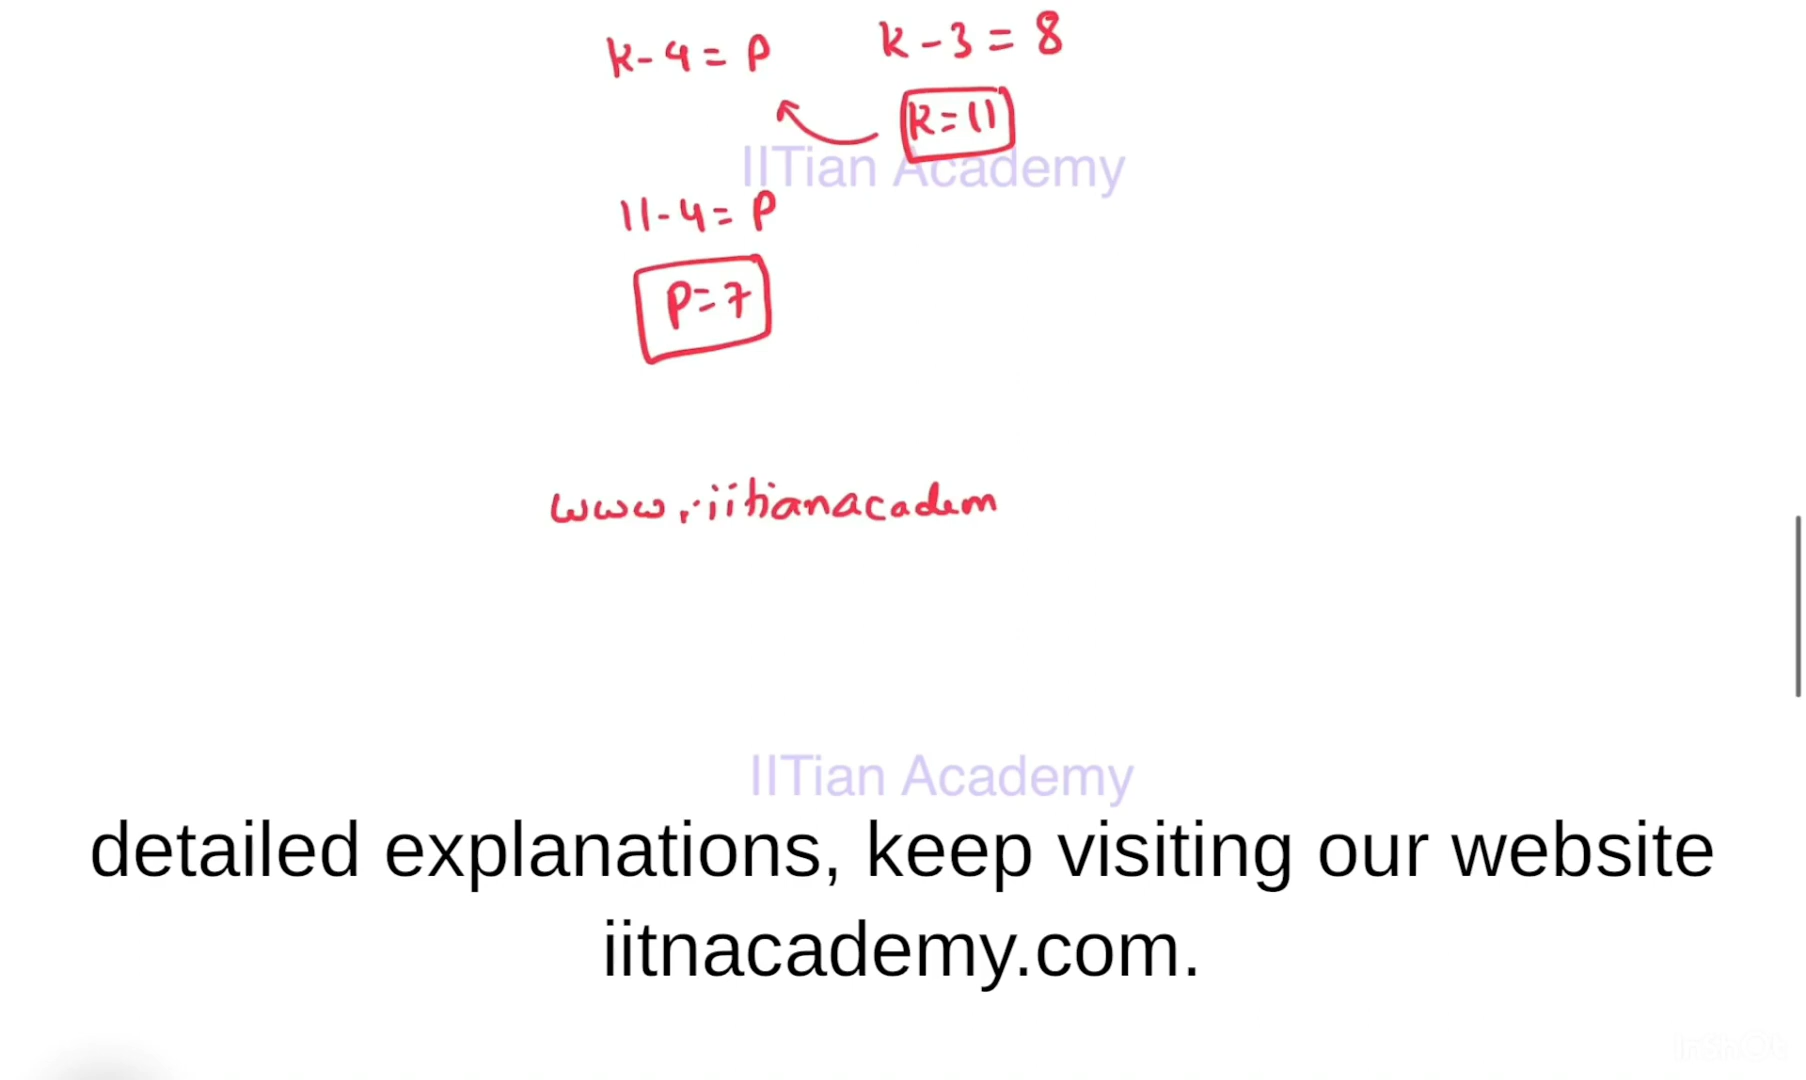 k-4=p k-3=8
k=11
IITian Academy
11-4=p
p=7
www.iitianacadem
IITian Academy
detailed explanations, keep visiting our website
iitnacademy.com.